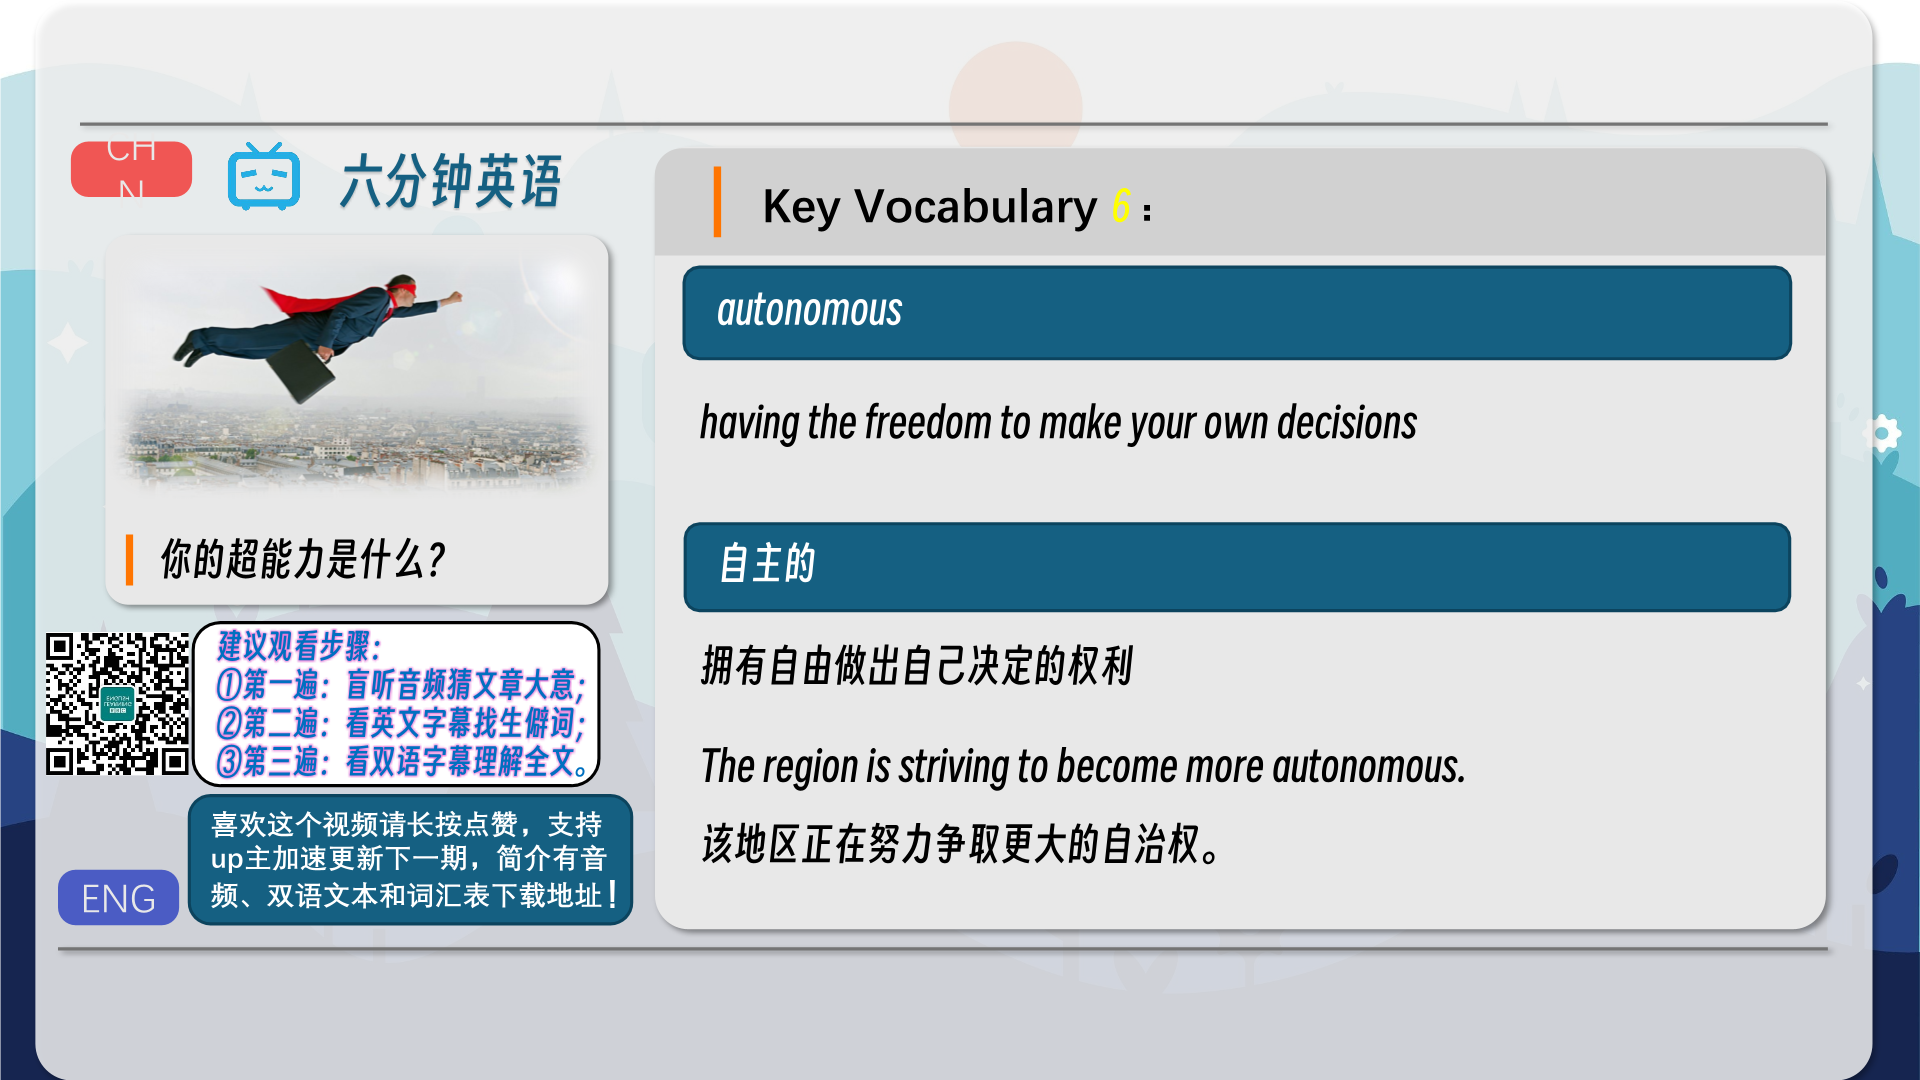 CH
N
六分钟英语
你的超能力是什么？
建议观看步骤：
①第一遍：盲听音频猜文章大意；
②第二遍：看英文字幕找生僻词；
③第三遍：看双语字幕理解全文。
喜欢这个视频请长按点赞，支持
up主加速更新下一期，简介有音
频、双语文本和词汇表下载地址！
ENG
Key Vocabulary 6：
autonomous
having the freedom to make your own decisions
自主的
拥有自由做出自己决定的权利
The region is striving to become more autonomous.
该地区正在努力争取更大的自治权。